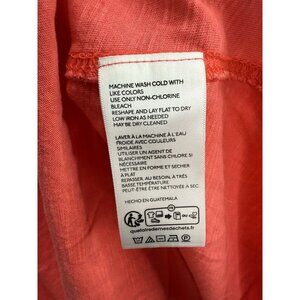 MACHINE WASH COLD WITH
LIKE COLORS
USE ONLY NON-CHLORINE
BLEACH
RESHAPE AND LAY FLAT TO DRY
LOW IRON AS NEEDED
MAY BE DRY CLEANED
LAVER À LA MACHINE À L'EAU
FROIDE AVEC COULEURS
SIMILAIRES
UTILISER UN AGENT DE
BLANCHIMENT SANS CHLORE SI
NÉCESSAIRE
METTRE EN FORME ET SÉCHER
À PLAT
REPASSER, AU BESOIN, À TRÈS
BASSE TEMPÉRATURE.
PEUT-ÊTRE ÊTRE NETTOYÉE A SEC
HECHO EN GUATEMALA
FR
OU
quefairedemesdechets.fr